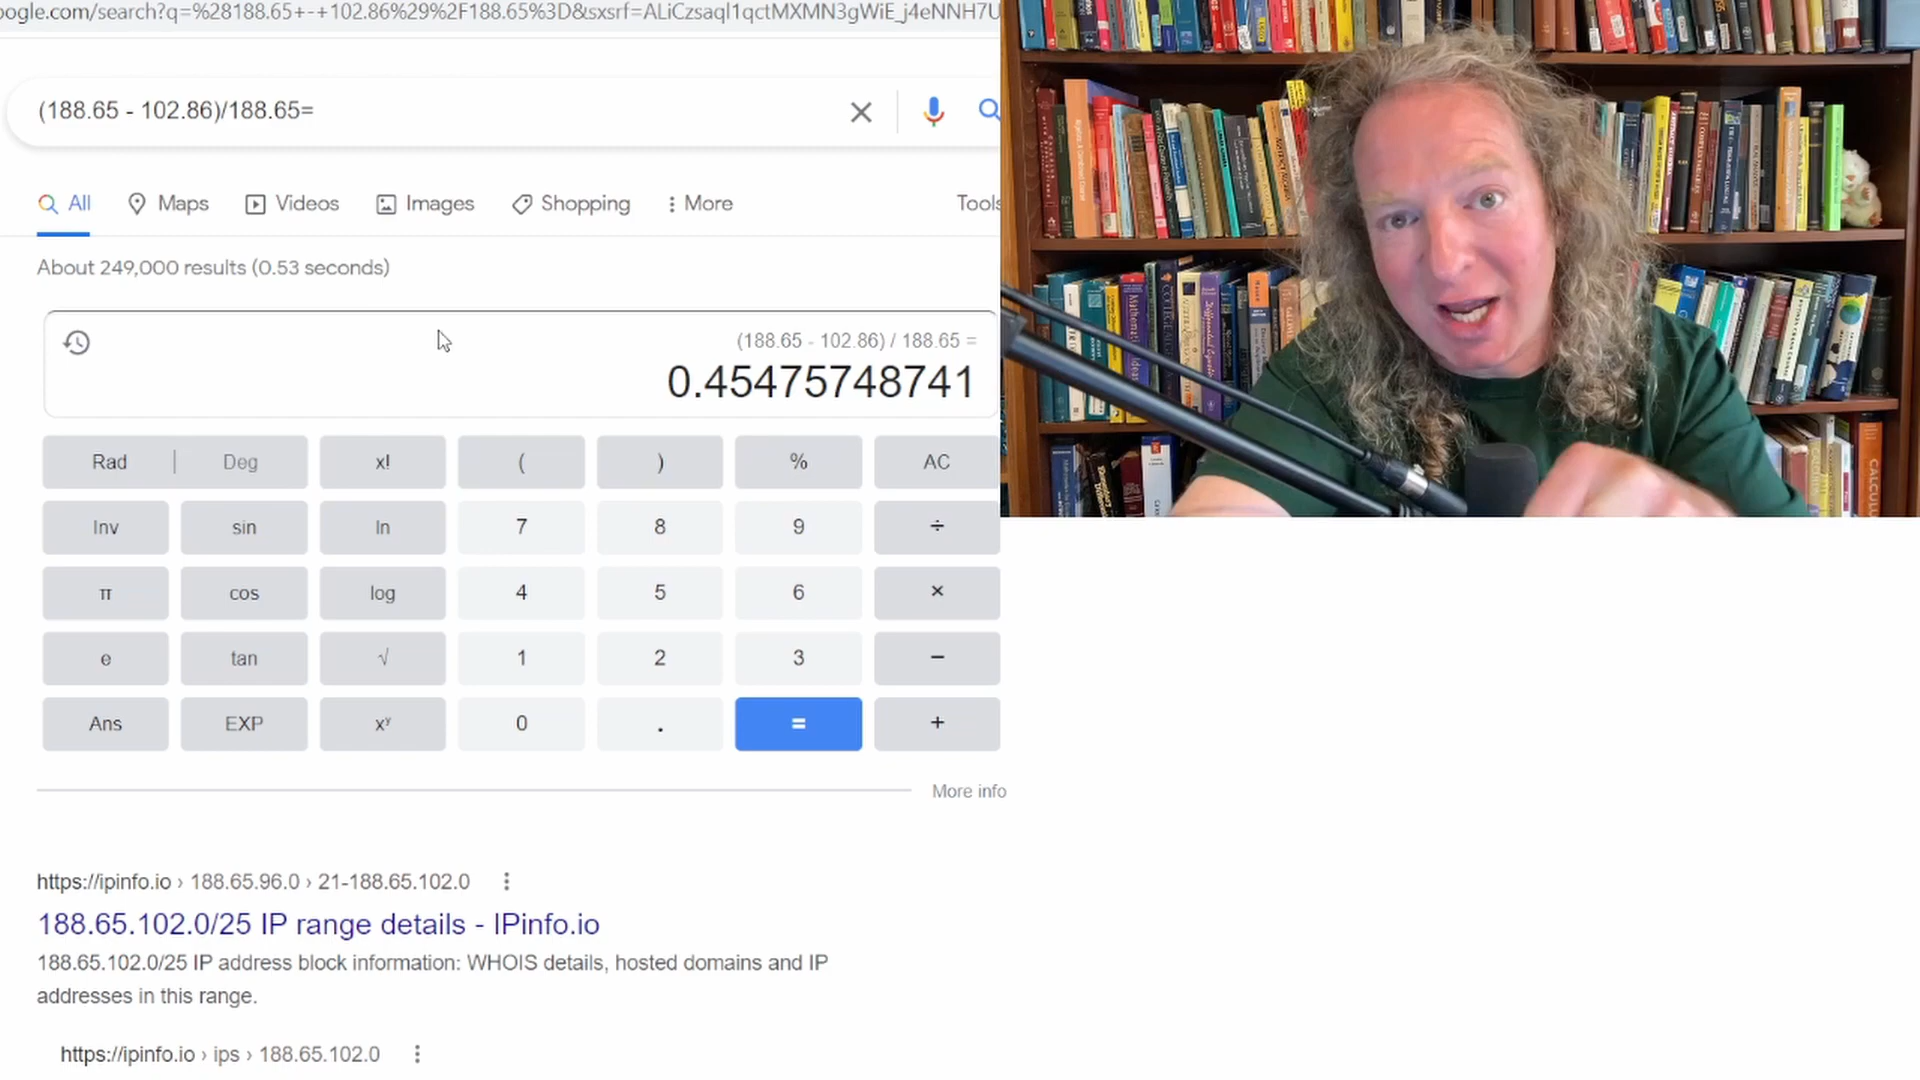 oogle.com/search?q=%28188.65+-+102.86%29%2F188.65%3D&sxsrf=ALiCzsaql1qctMXMN3gWiE_j4eNNH7U
(188.65 - 102.86)/188.65=
All Maps Videos Images Shopping More Tools
About 249,000 results (0.53 seconds)
(188.65 - 102.86) / 188.65 =
0.45475748741
Rad | Deg x! ( ) % AC
Inv sin ln 7 8 9 ÷
π cos log 4 5 6 ×
e tan √ 1 2 3 −
Ans EXP xʸ 0 . = +
More info
https://ipinfo.io › 188.65.96.0 › 21-188.65.102.0
188.65.102.0/25 IP range details - IPinfo.io
188.65.102.0/25 IP address block information: WHOIS details, hosted domains and IP
addresses in this range.
https://ipinfo.io › ips › 188.65.102.0
CALCULU